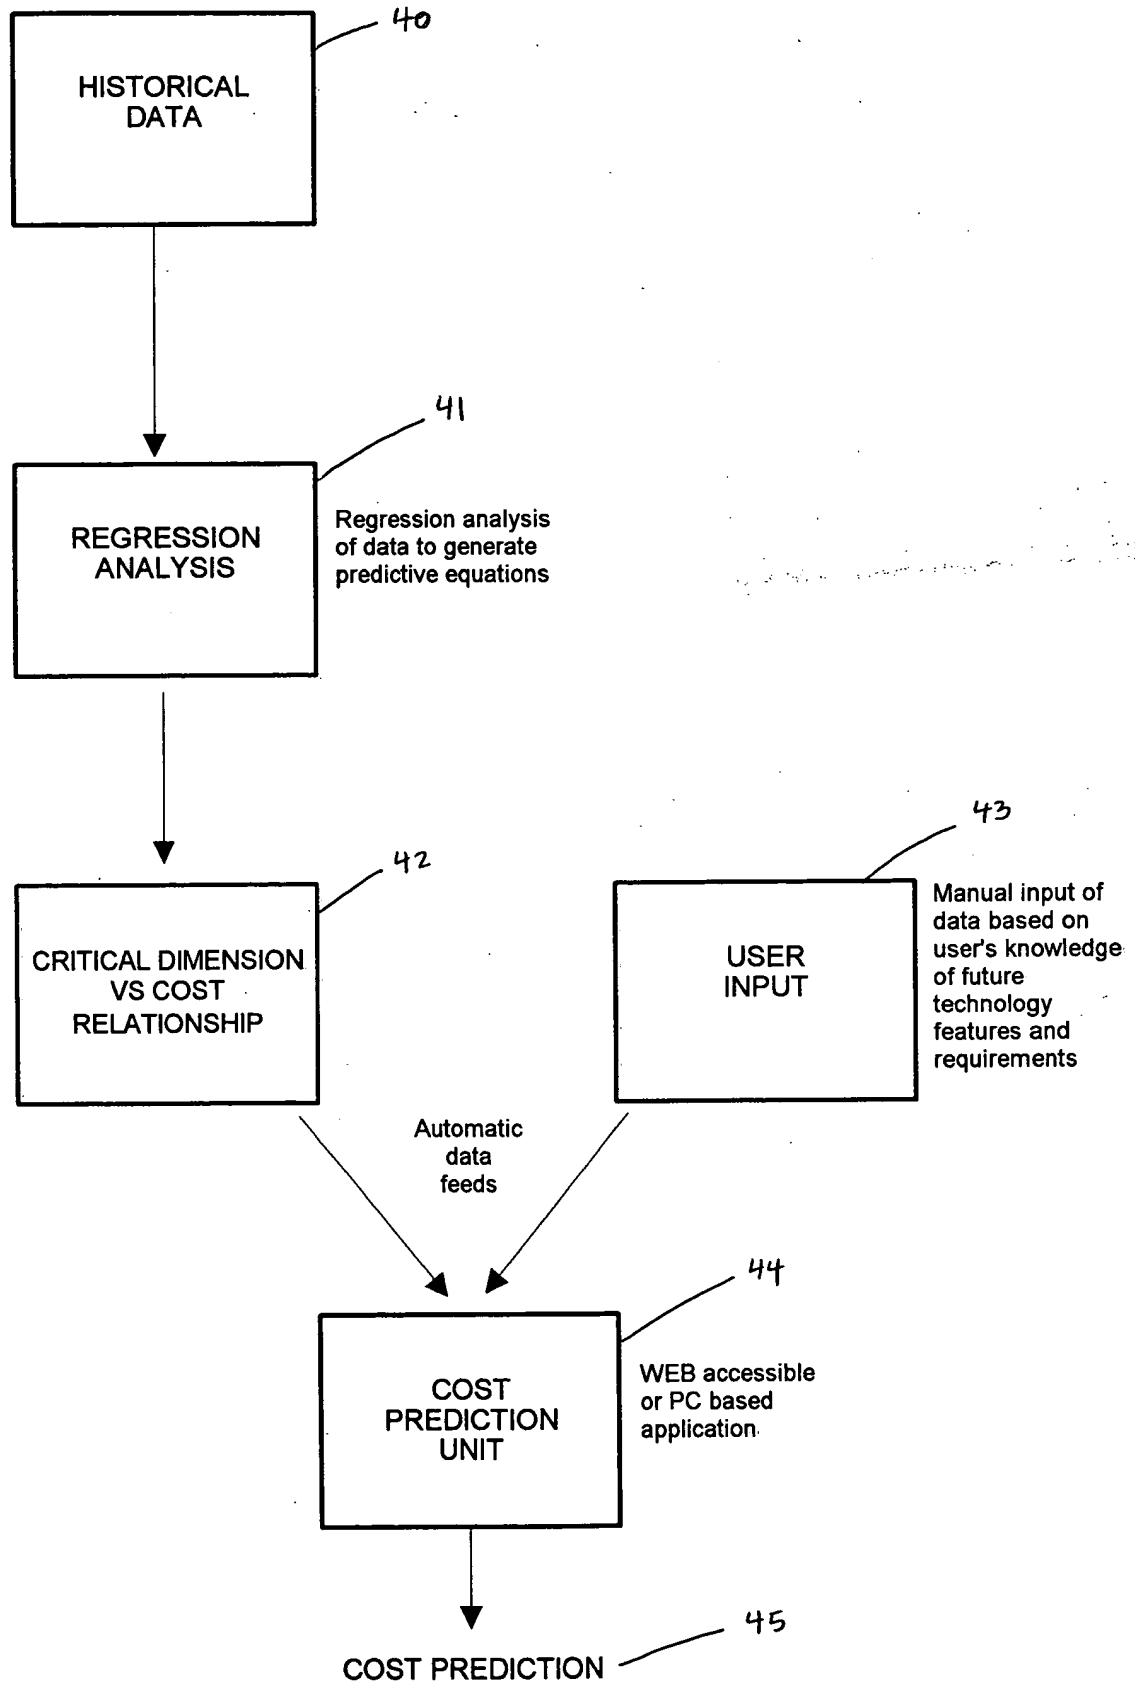 40
HISTORICAL
DATA
41
REGRESSION
ANALYSIS
Regression analysis
of data to generate
predictive equations
42
CRITICAL DIMENSION
VS COST
RELATIONSHIP
43
USER
INPUT
Manual input of
data based on
user's knowledge
of future
technology
features and
requirements
Automatic
data
feeds
44
COST
PREDICTION
UNIT
WEB accessible
or PC based
application
45
COST PREDICTION